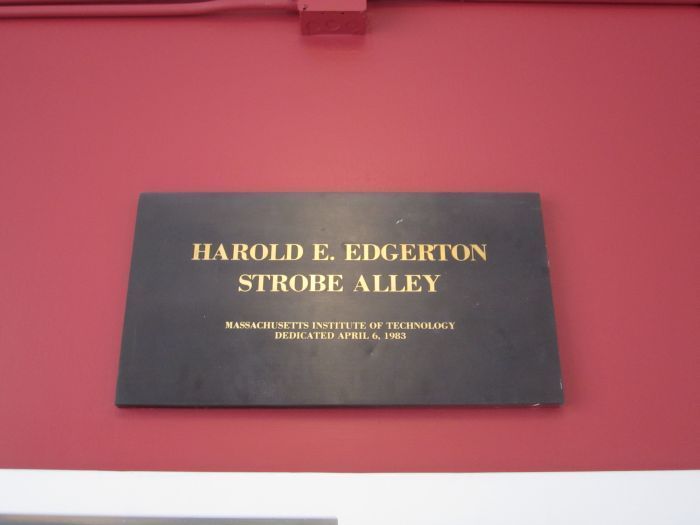 HAROLD E. EDGERTON
STROBE ALLEY
MASSACHUSETTS INSTITUTE OF TECHNOLOGY
DEDICATED APRIL 6, 1983